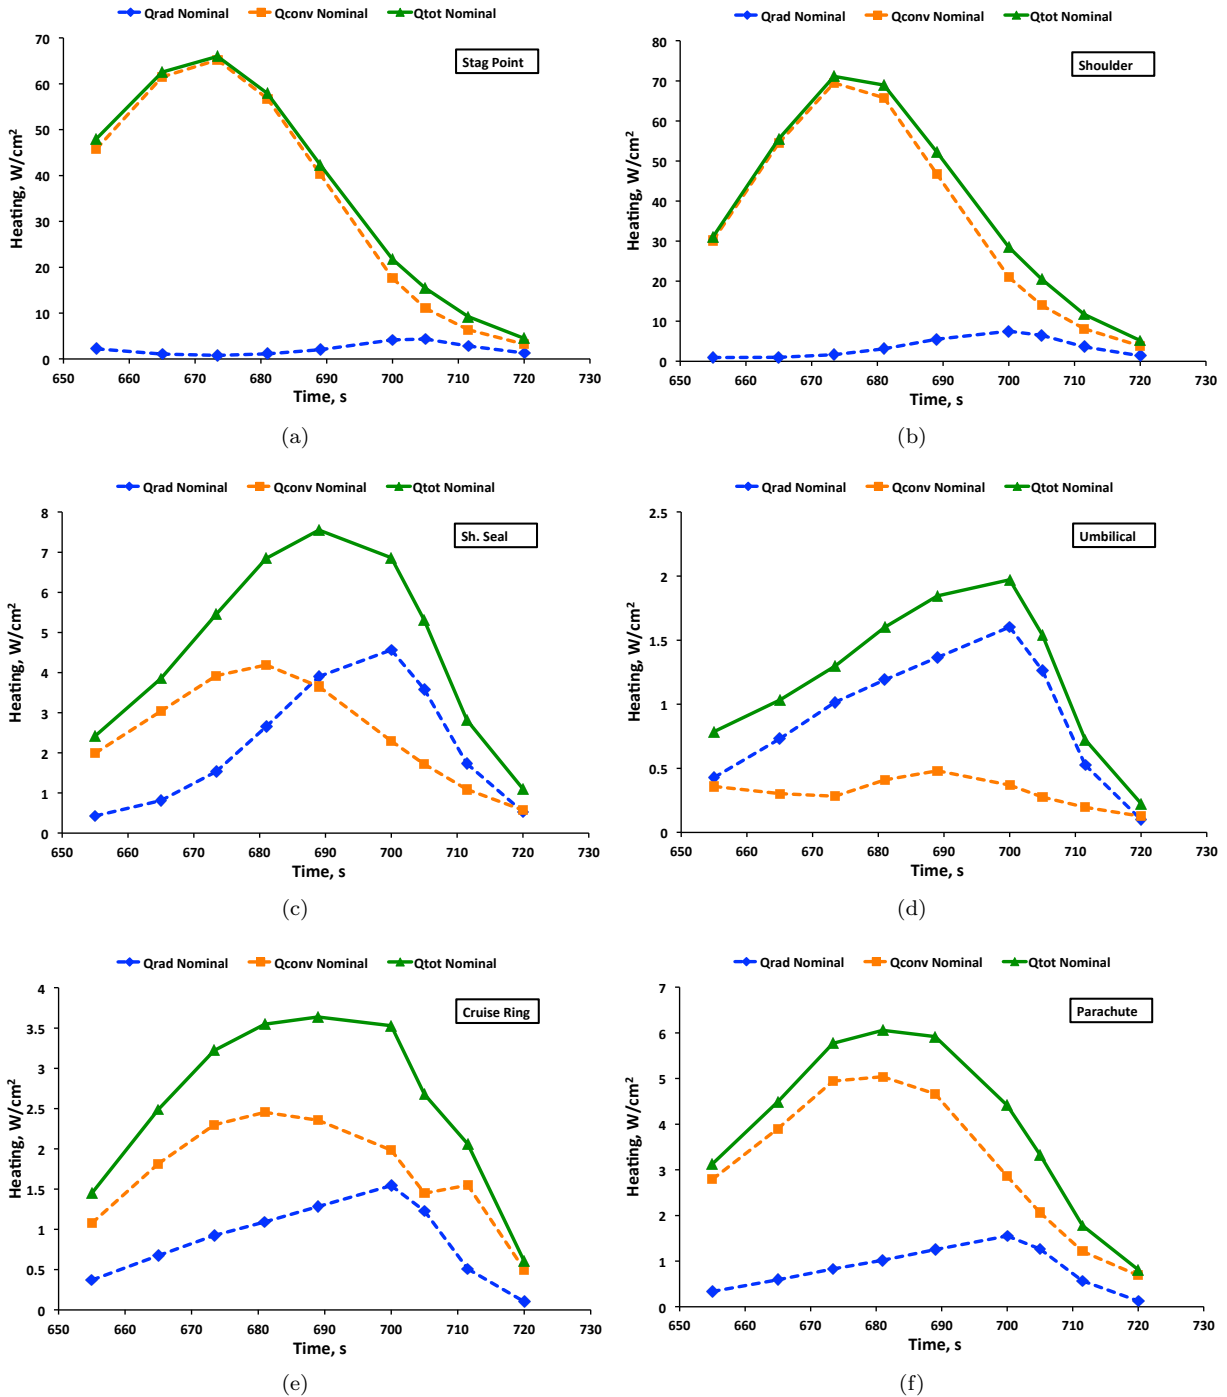 Qrad Nominal Qconv Nominal Qtot Nominal
70
60
50
40
30
20
10
0
Heating, W/cm²
Stag Point
650 660 670 680 690 700 710 720 730
Time, s
(a)
Qrad Nominal Qconv Nominal Qtot Nominal
80
70
60
50
40
30
20
10
0
Heating, W/cm²
Shoulder
650 660 670 680 690 700 710 720 730
Time, s
(b)
Qrad Nominal Qconv Nominal Qtot Nominal
8
7
6
5
4
3
2
1
0
Heating, W/cm²
Sh. Seal
650 660 670 680 690 700 710 720 730
Time, s
(c)
Qrad Nominal Qconv Nominal Qtot Nominal
2.5
2
1.5
1
0.5
0
Heating, W/cm²
Umbilical
650 660 670 680 690 700 710 720 730
Time, s
(d)
Qrad Nominal Qconv Nominal Qtot Nominal
4
3.5
3
2.5
2
1.5
1
0.5
0
Heating, W/cm²
Cruise Ring
650 660 670 680 690 700 710 720 730
Time, s
(e)
Qrad Nominal Qconv Nominal Qtot Nominal
7
6
5
4
3
2
1
0
Heating, W/cm²
Parachute
650 660 670 680 690 700 710 720 730
Time, s
(f)